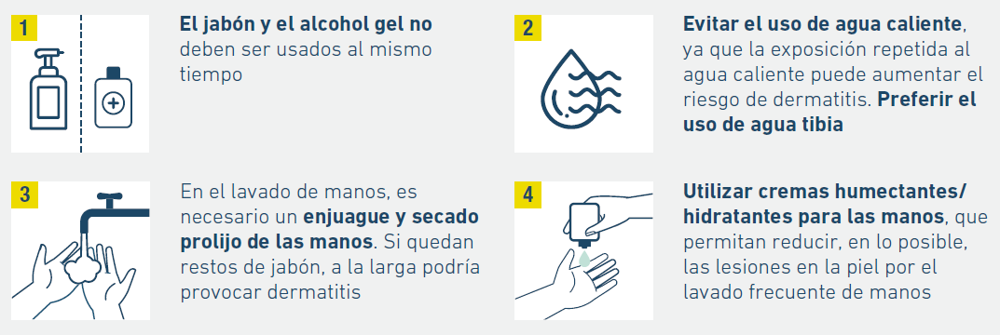 1
El jabón y el alcohol gel no
deben ser usados al mismo
tiempo
2
Evitar el uso de agua caliente,
ya que la exposición repetida al
agua caliente puede aumentar el
riesgo de dermatitis. Preferir el
uso de agua tibia
3
En el lavado de manos, es
necesario un enjuague y secado
prolijo de las manos. Si quedan
restos de jabón, a la larga podría
provocar dermatitis
4
Utilizar cremas humectantes/
hidratantes para las manos, que
permitan reducir, en lo posible,
las lesiones en la piel por el
lavado frecuente de manos